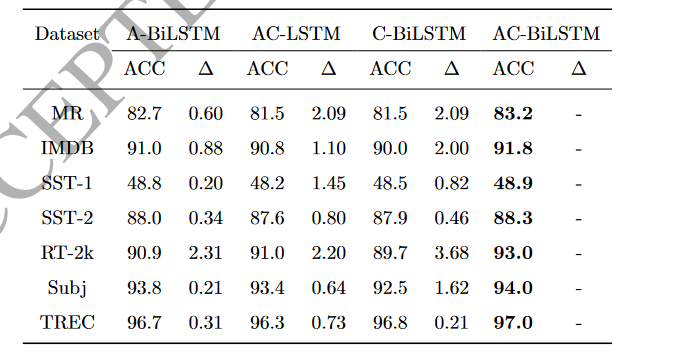 Dataset A-BiLSTM AC-LSTM C-BiLSTM AC-BiLSTM
ACC Δ ACC Δ ACC Δ ACC Δ
MR 82.7 0.60 81.5 2.09 81.5 2.09 83.2 -
IMDB 91.0 0.88 90.8 1.10 90.0 2.00 91.8 -
SST-1 48.8 0.20 48.2 1.45 48.5 0.82 48.9 -
SST-2 88.0 0.34 87.6 0.80 87.9 0.46 88.3 -
RT-2k 90.9 2.31 91.0 2.20 89.7 3.68 93.0 -
Subj 93.8 0.21 93.4 0.64 92.5 1.62 94.0 -
TREC 96.7 0.31 96.3 0.73 96.8 0.21 97.0 -